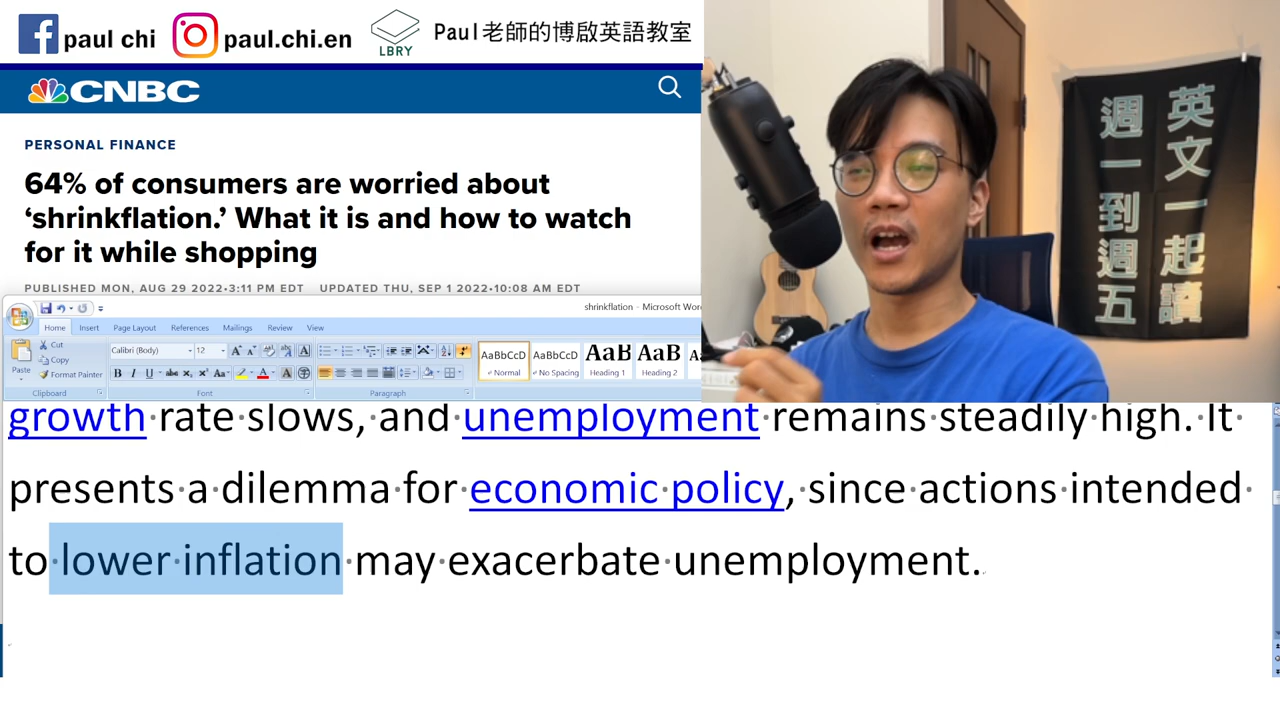 paul chi
paul.chi.en
LBRY
Paul老師的博啟英語教室
CNBC
PERSONAL FINANCE
64% of consumers are worried about
‘shrinkflation.’ What it is and how to watch
for it while shopping
PUBLISHED MON, AUG 29 2022•3:11 PM EDT UPDATED THU, SEP 1 2022•10:08 AM EDT
shrinkflation - Microsoft Wor
Home Insert Page Layout References Mailings Review View
Paste
Cut
Copy
Format Painter
Clipboard
Calibri (Body) 12
Font
Paragraph
AaBbCcD
Normal
AaBbCcD
No Spacing
AaB
Heading 1
AaB
Heading 2
英文一起讀
週一到週五
growth rate slows, and unemployment remains steadily high. It
presents a dilemma for economic policy, since actions intended
to lower inflation may exacerbate unemployment.